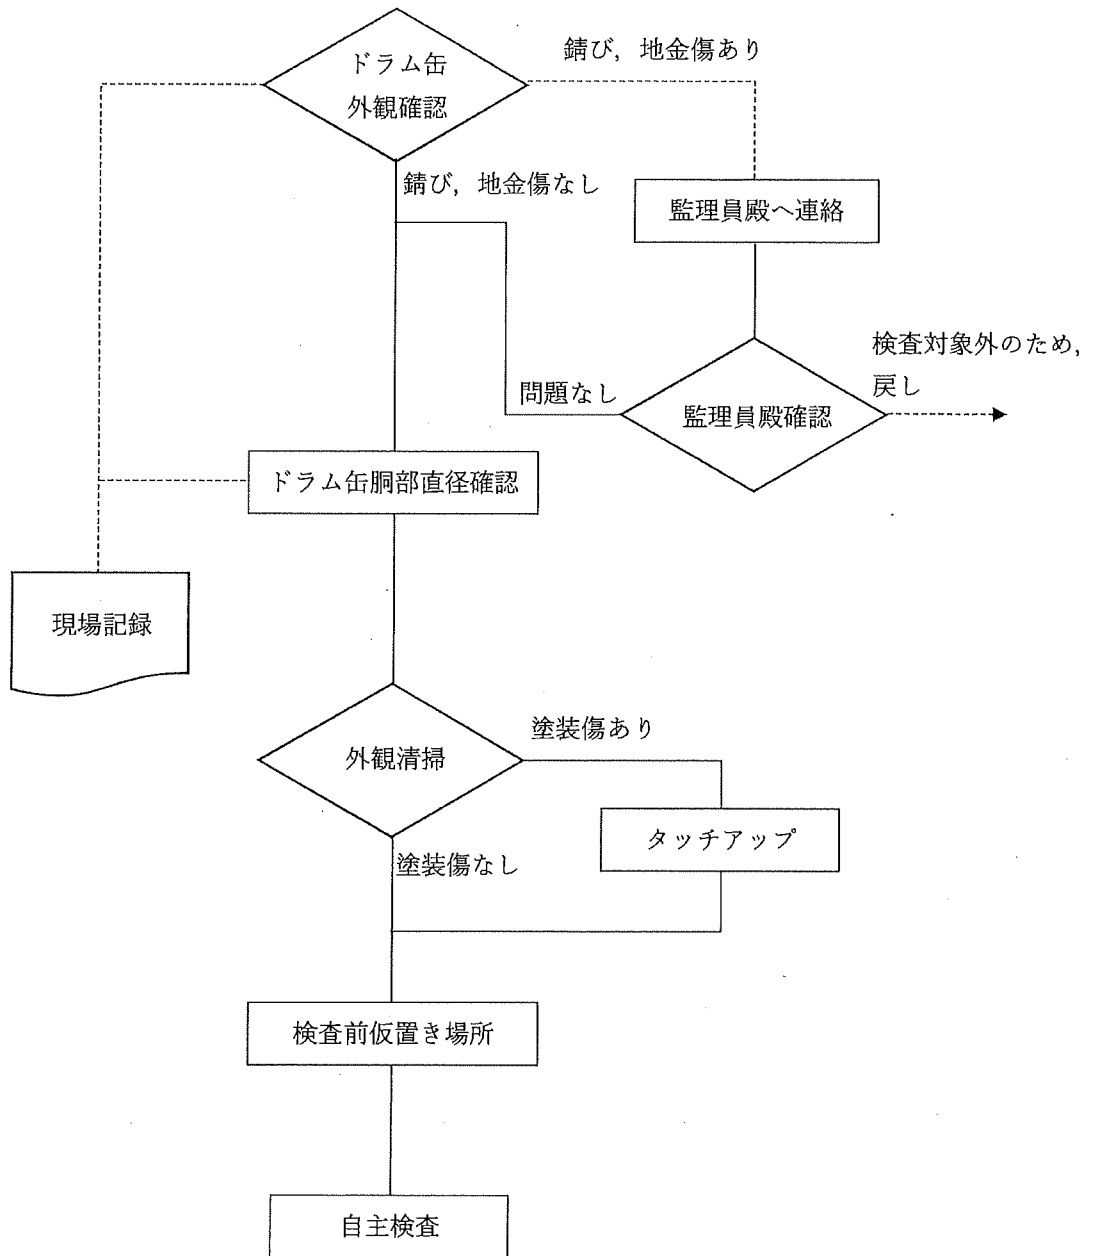 ドラム缶
外観確認
錆び，地金傷あり
錆び，地金傷なし
監理員殿へ連絡
検査対象外のため，
戻し
問題なし
監理員殿確認
ドラム缶胴部直径確認
現場記録
塗装傷あり
外観清掃
タッチアップ
塗装傷なし
検査前仮置き場所
自主検査